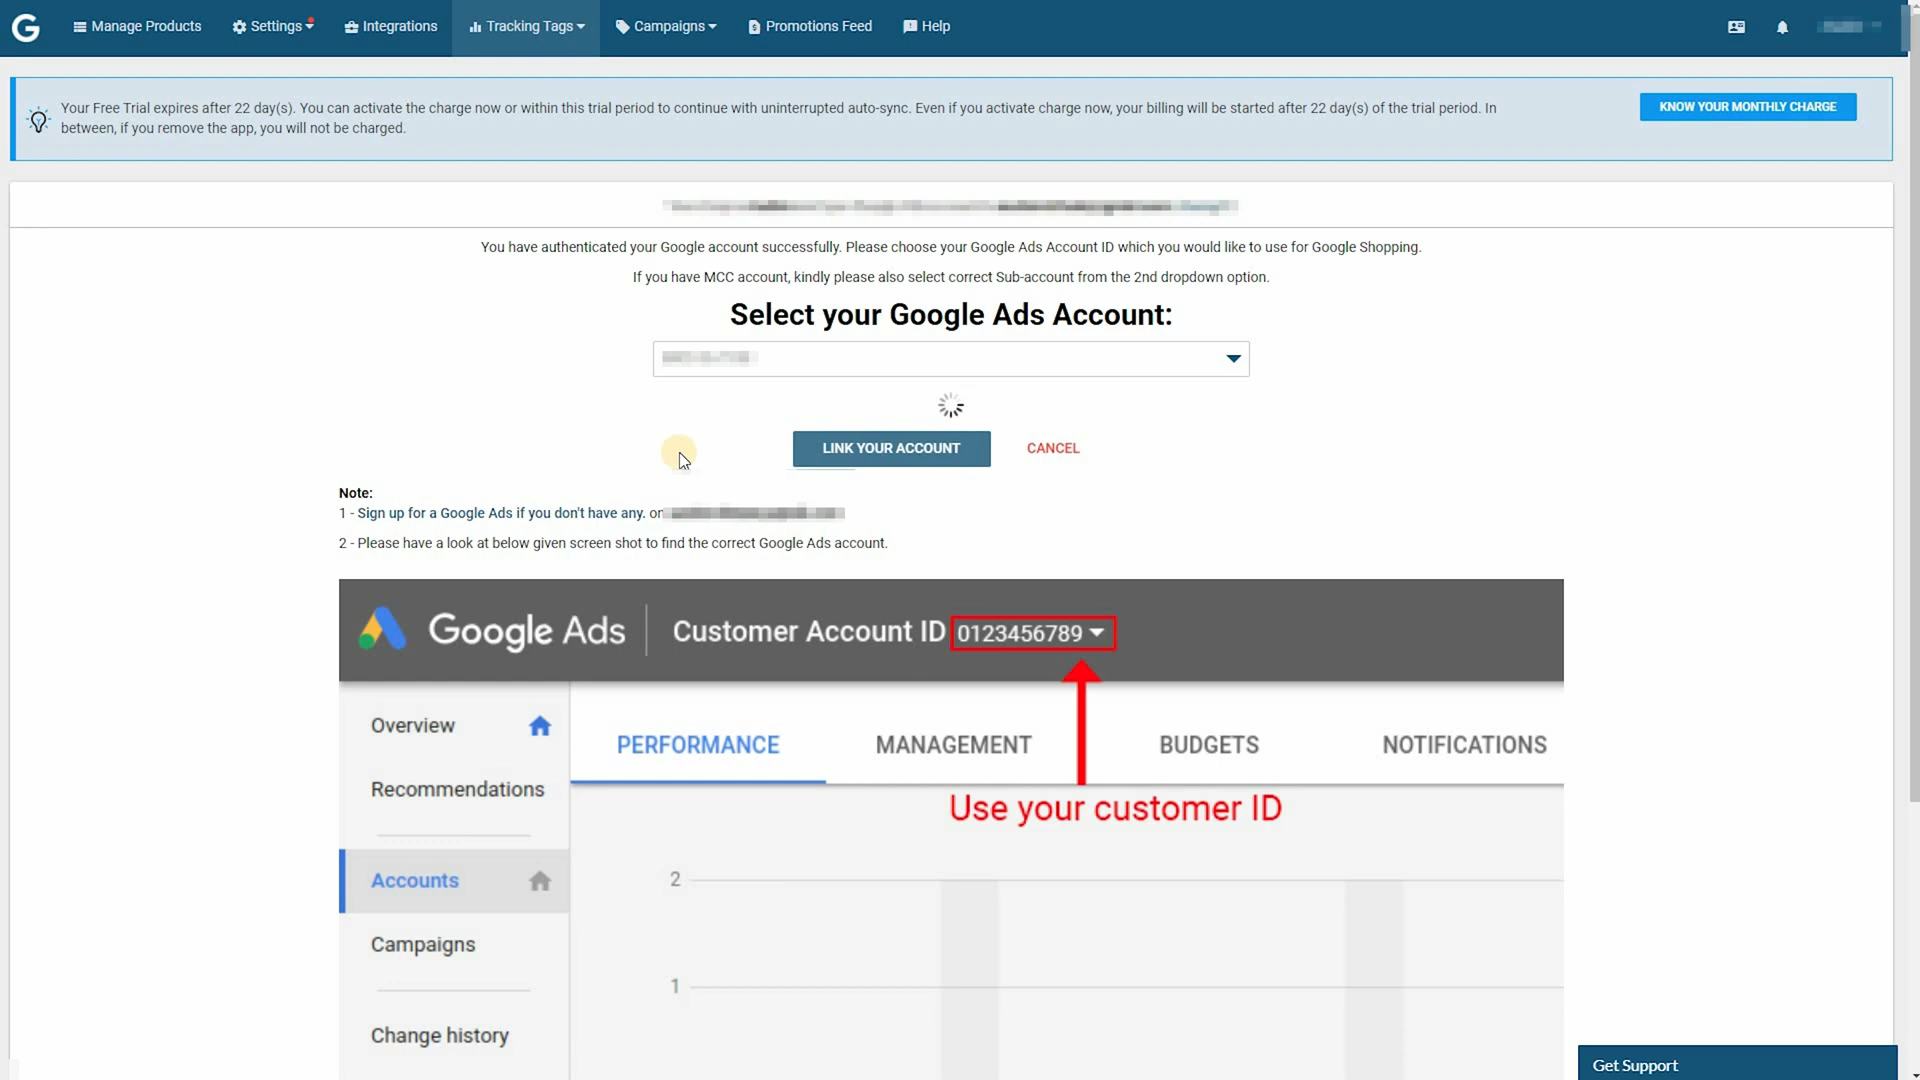 Manage Products Settings Integrations Tracking Tags Campaigns Promotions Feed Help
Your Free Trial expires after 22 day(s). You can activate the charge now or within this trial period to continue with uninterrupted auto-sync. Even if you activate charge now, your billing will be started after 22 day(s) of the trial period. In
between, if you remove the app, you will not be charged.
KNOW YOUR MONTHLY CHARGE
You have authenticated your Google account successfully. Please choose your Google Ads Account ID which you would like to use for Google Shopping.
If you have MCC account, kindly please also select correct Sub-account from the 2nd dropdown option.
Select your Google Ads Account:
LINK YOUR ACCOUNT CANCEL
Note:
1 - Sign up for a Google Ads if you don't have any. on
2 - Please have a look at below given screen shot to find the correct Google Ads account.
Google Ads Customer Account ID 0123456789
Overview
Recommendations
Accounts
Campaigns
Change history
PERFORMANCE MANAGEMENT BUDGETS NOTIFICATIONS
Use your customer ID
2
1
Get Support